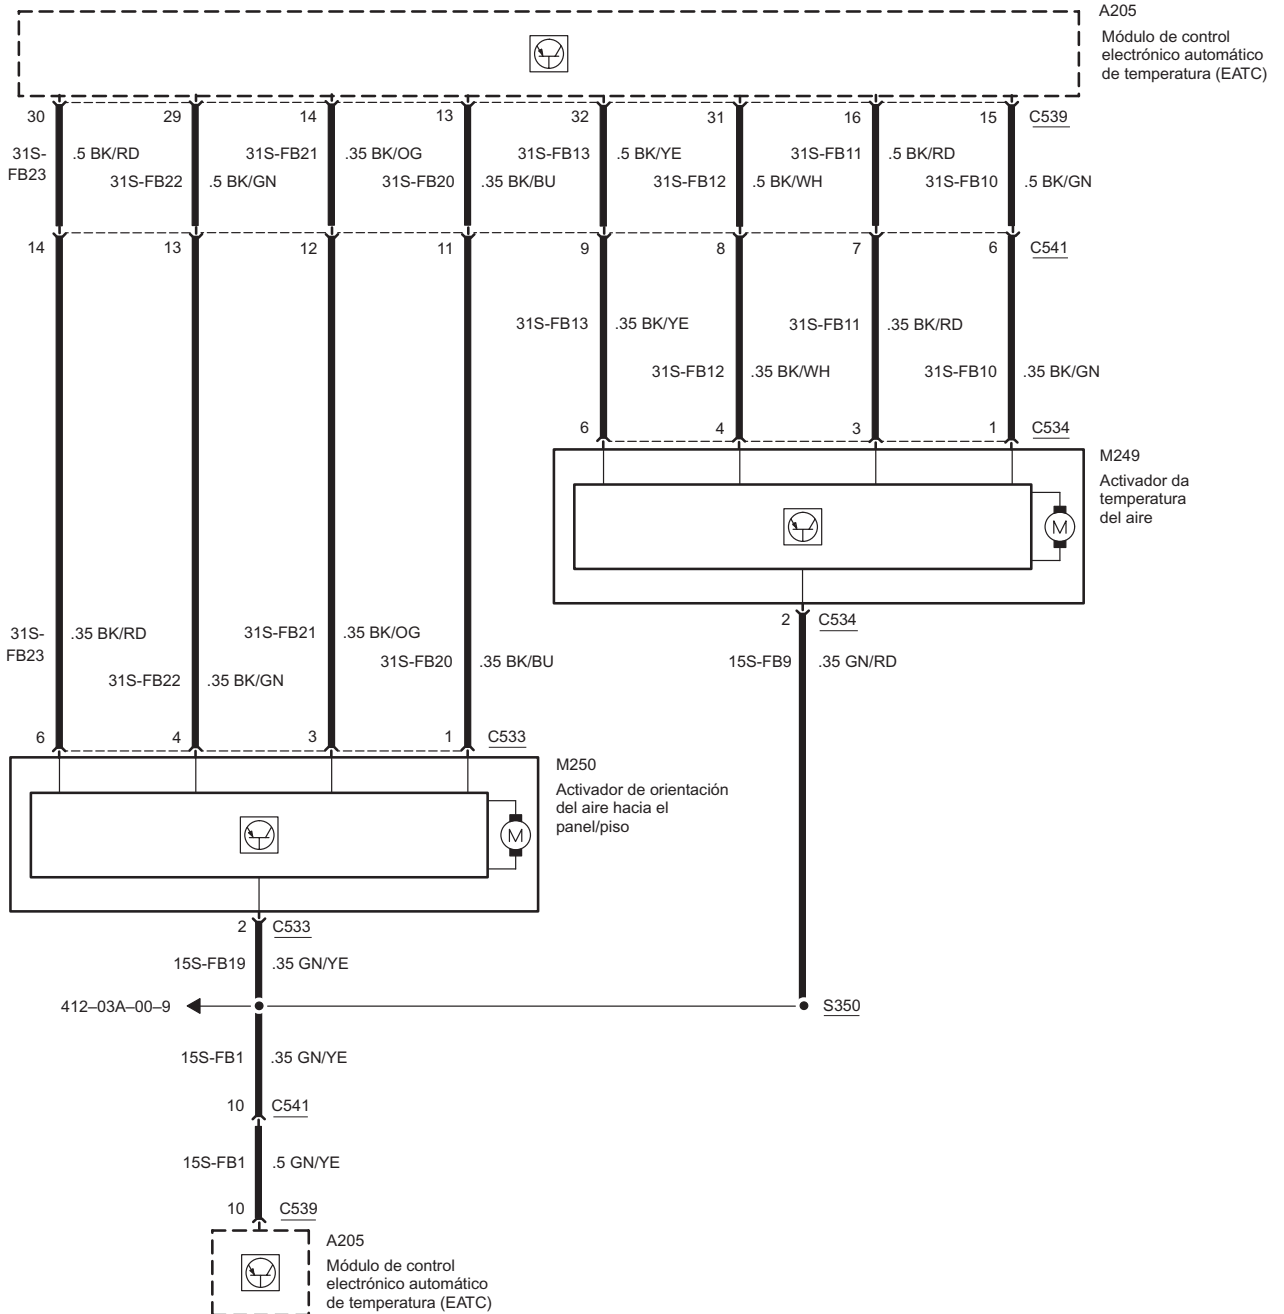 A205
Módulo de control
electrónico automático
de temperatura (EATC)
30 29 14 13 32 31 16 15 C539
31S-
FB23
.5 BK/RD
31S-FB22 .5 BK/GN
31S-FB21 .35 BK/OG
31S-FB20 .35 BK/BU
31S-FB13 .5 BK/YE
31S-FB12 .5 BK/WH
31S-FB11 .5 BK/RD
31S-FB10 .5 BK/GN
14 13 12 11 9 8 7 6 C541
31S-FB13 .35 BK/YE
31S-FB11 .35 BK/RD
31S-FB12 .35 BK/WH
31S-FB10 .35 BK/GN
6 4 3 1 C534
M249
Activador da
temperatura
del aire
M
2 C534
31S-
FB23
.35 BK/RD
31S-FB21 .35 BK/OG
31S-FB20 .35 BK/BU
15S-FB9 .35 GN/RD
31S-FB22 .35 BK/GN
6 4 3 1 C533
M250
Activador de orientación
del aire hacia el
panel/piso
M
2 C533
15S-FB19 .35 GN/YE
412–03A–00–9
S350
15S-FB1 .35 GN/YE
10 C541
15S-FB1 .5 GN/YE
10 C539
A205
Módulo de control
electrónico automático
de temperatura (EATC)